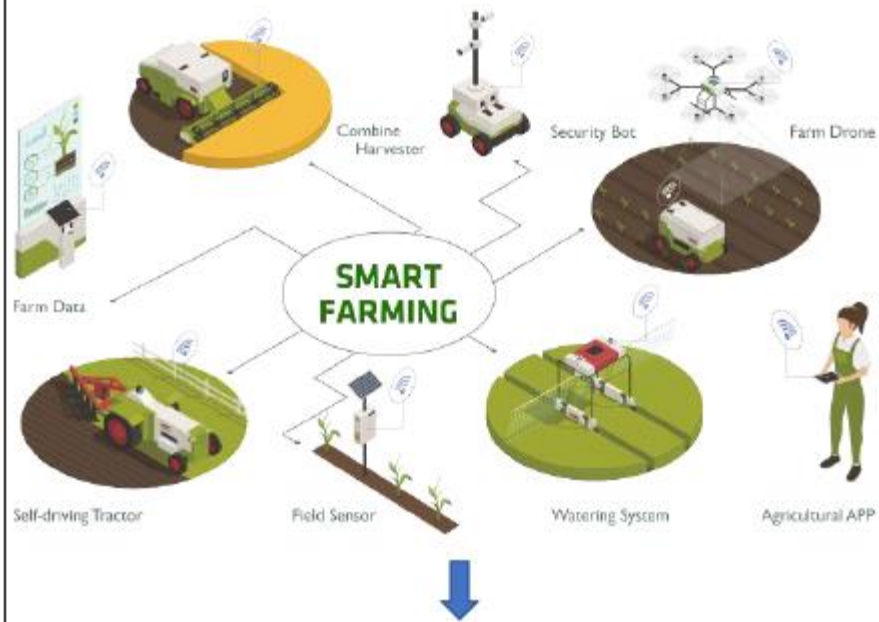 Combine
Harvester
Security Bot
Farm Drone
SMART
FARMING
Farm Data
Self-driving Tractor
Field Sensor
Watering System
Agricultural APP